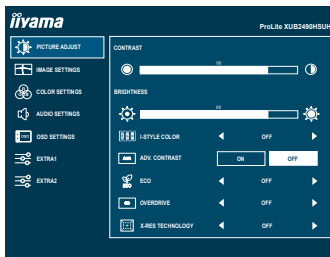 iiyama
ProLite XUB2490HSUH
PICTURE ADJUST
IMAGE SETTINGS
COLOR SETTINGS
AUDIO SETTINGS
OSD SETTINGS
EXTRA1
EXTRA2
CONTRAST
BRIGHTNESS
I-STYLE COLOR OFF
ADV. CONTRAST ON OFF
ECO OFF
OVERDRIVE OFF
X-RES TECHNOLOGY OFF